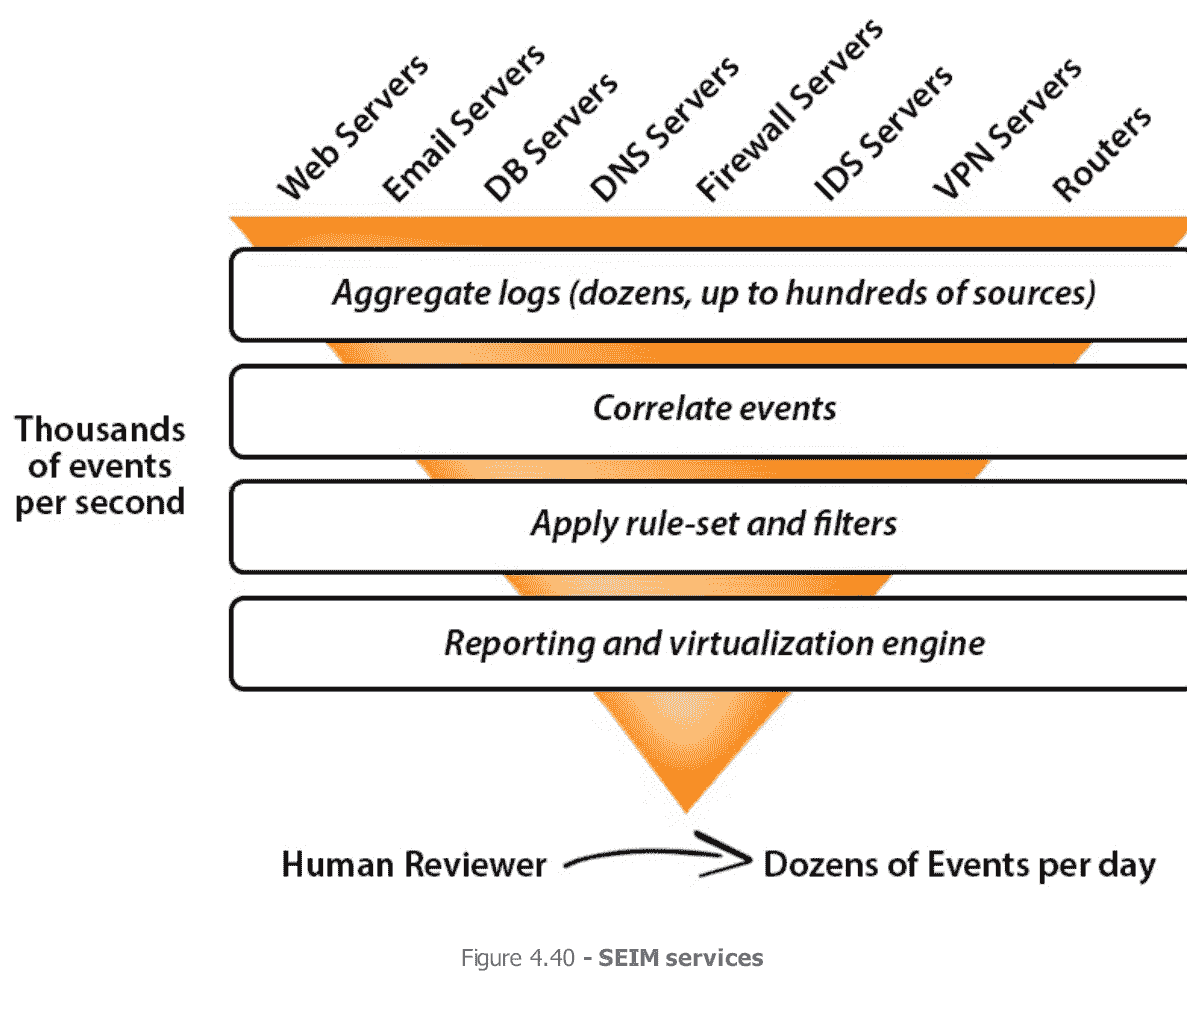 Web Servers
Email Servers
DB Servers
DNS Servers
Firewall Servers
IDS Servers
VPN Servers
Routers
Aggregate logs (dozens, up to hundreds of sources)
Correlate events
Thousands
of events
per second
Apply rule-set and filters
Reporting and virtualization engine
Human Reviewer
Dozens of Events per day
Figure 4.40 - SEIM services